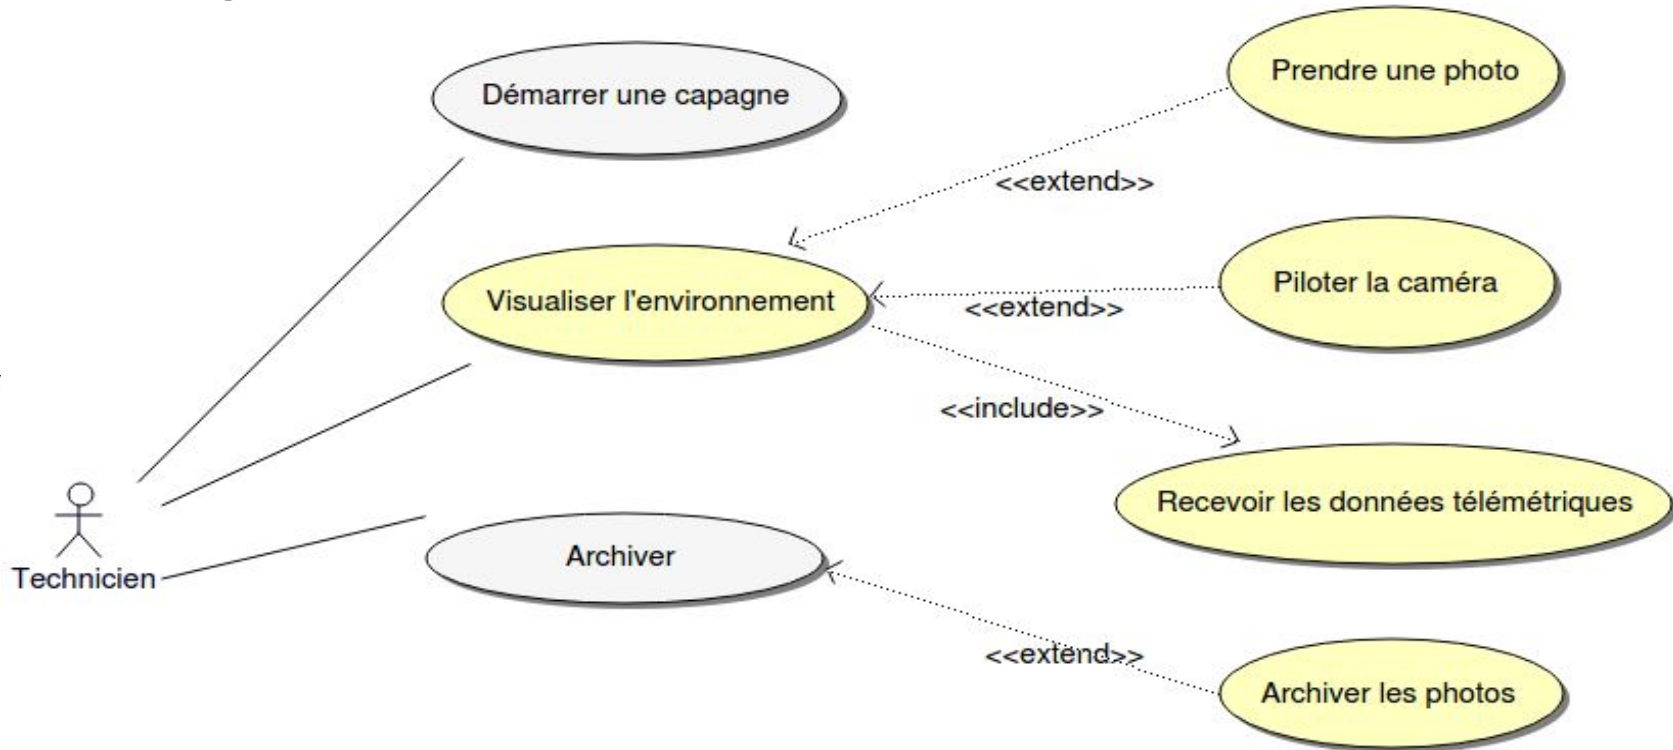 Démarrer une capagne
Prendre une photo
<<extend>>
Visualiser l'environnement
Piloter la caméra
<<extend>>
<<include>>
Recevoir les données télémétriques
Technicien
Archiver
<<extend>>
Archiver les photos